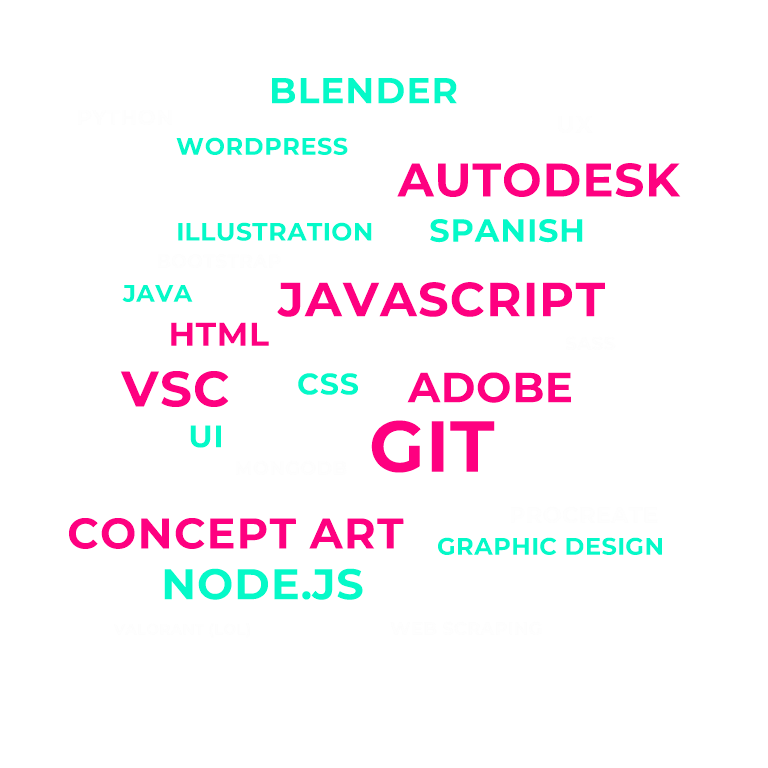 BLENDER
WORDPRESS
AUTODESK
ILLUSTRATION
SPANISH
JAVA
JAVASCRIPT
HTML
VSC
CSS
ADOBE
UI
GIT
CONCEPT ART
GRAPHIC DESIGN
NODE.JS